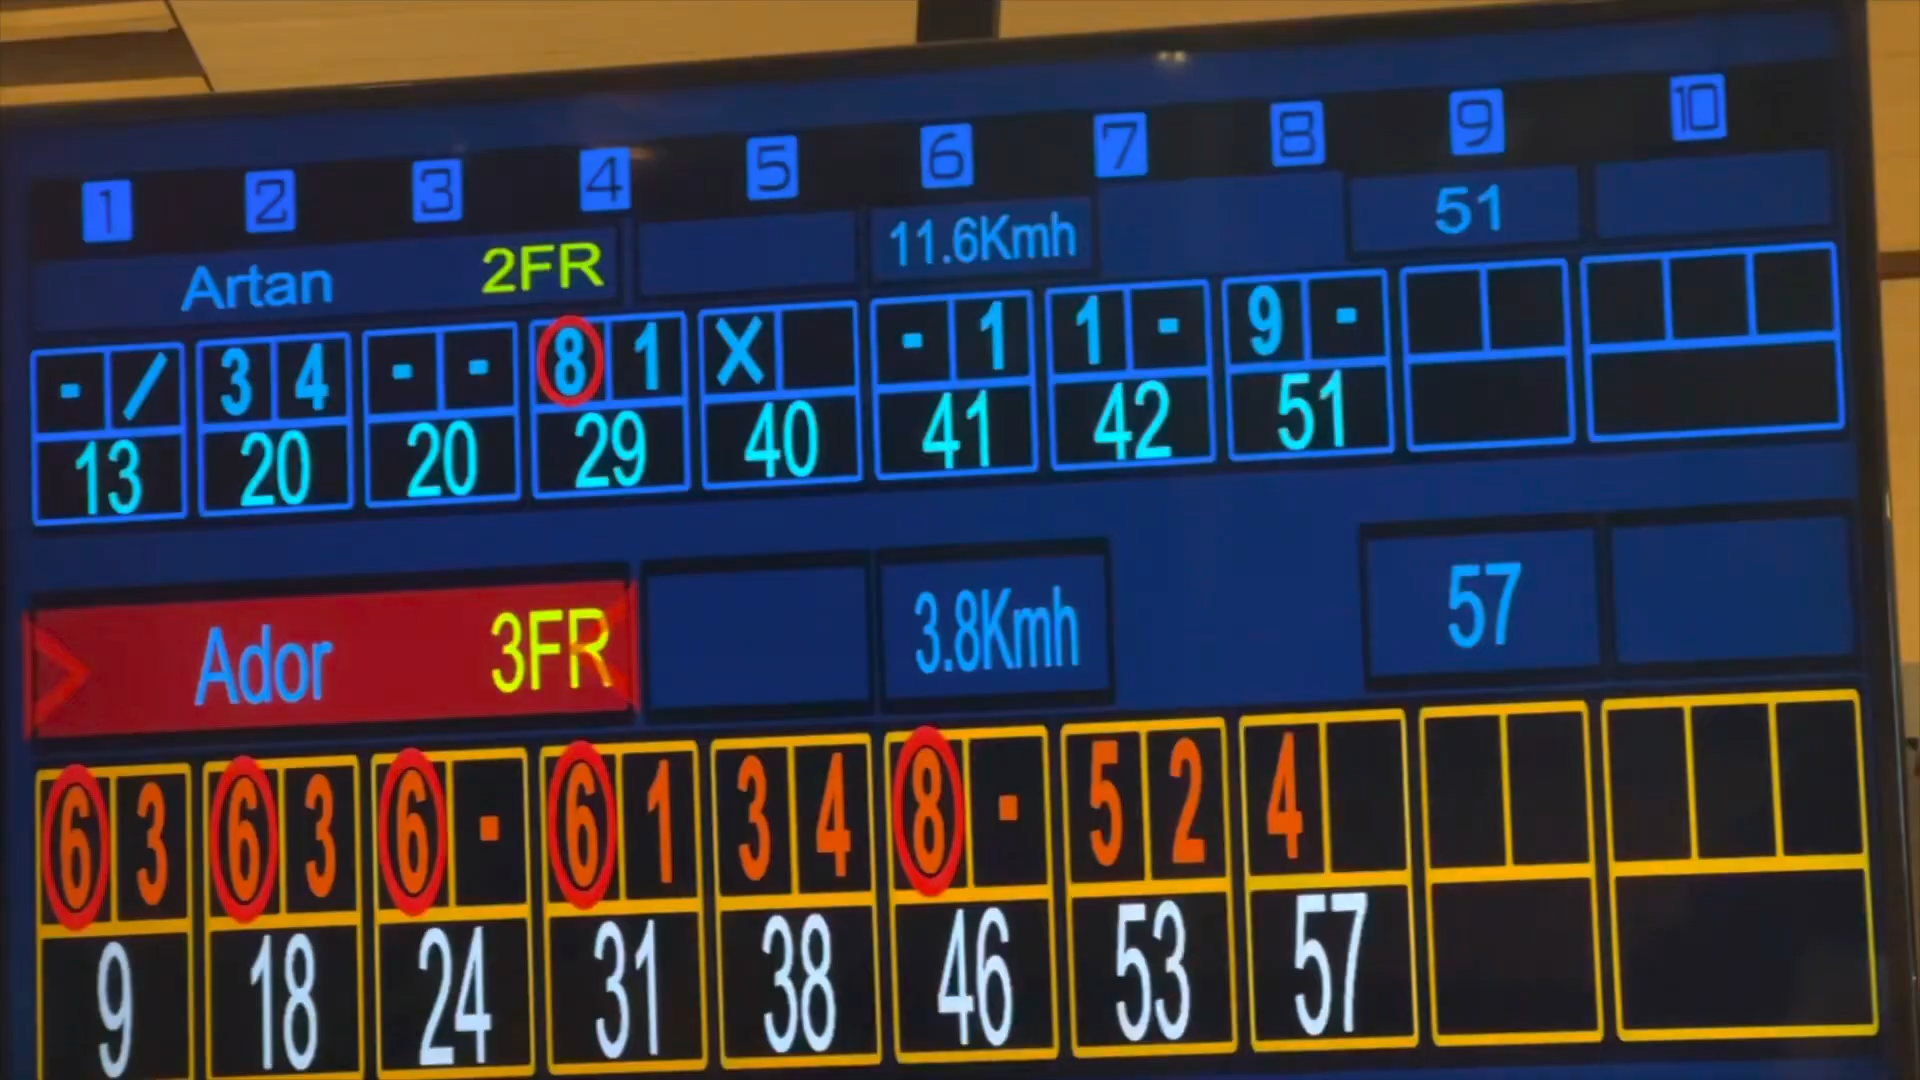 1 2 3 4 5 6 7 8 9 10
Artan 2FR 11.6Kmh 51
- / 3 4 - - 8 1 X - 1 1 - 9 -
13 20 20 29 40 41 42 51
Ador 3FR 3.8Kmh 57
6 3 6 3 6 - 6 1 3 4 8 - 5 2 4
9 18 24 31 38 46 53 57